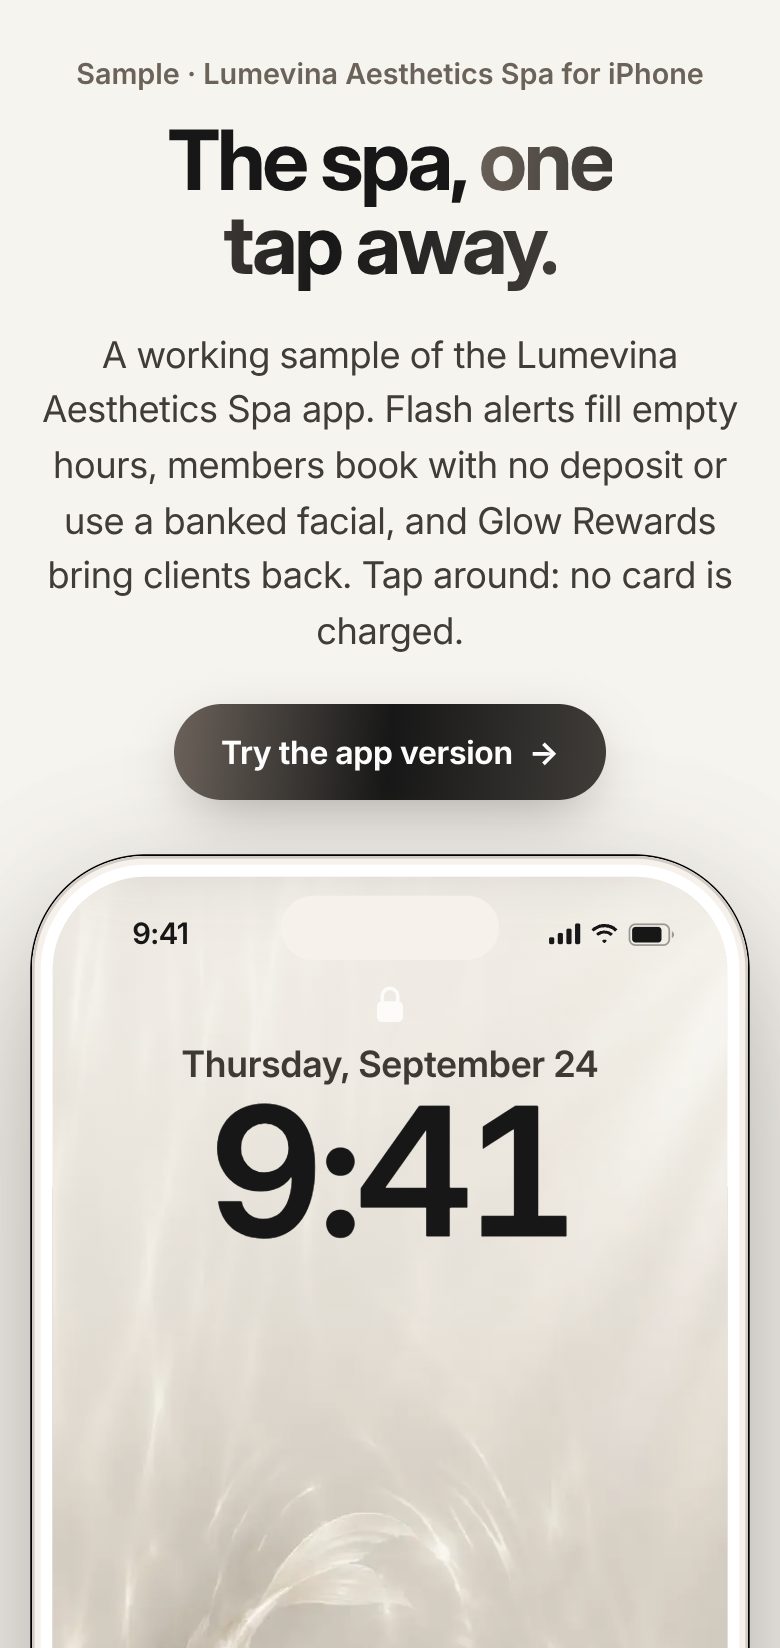 Sample · Lumevina Aesthetics Spa for iPhone
The spa, one
tap away.
A working sample of the Lumevina
Aesthetics Spa app. Flash alerts fill empty
hours, members book with no deposit or
use a banked facial, and Glow Rewards
bring clients back. Tap around: no card is
charged.
Try the app version →
9:41
Thursday, September 24
9:41